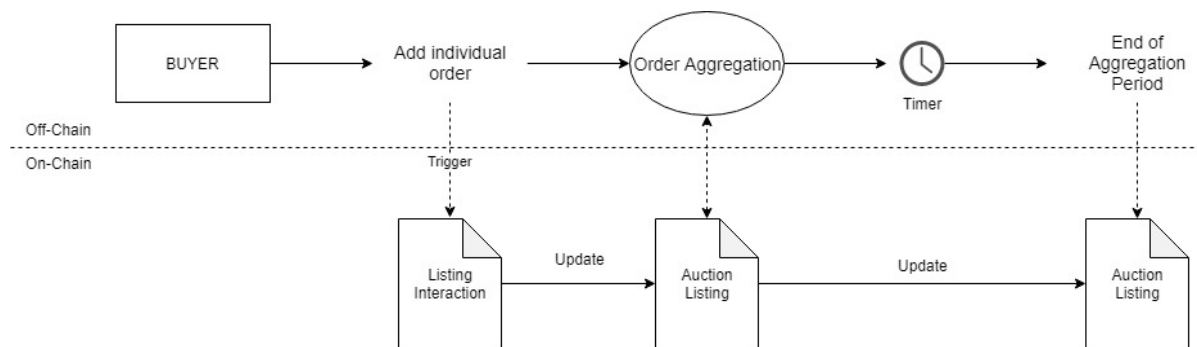 BUYER
Add individual
order
Order Aggregation
Timer
End of
Aggregation
Period
Off-Chain
On-Chain
Trigger
Listing
Interaction
Update
Auction
Listing
Update
Auction
Listing